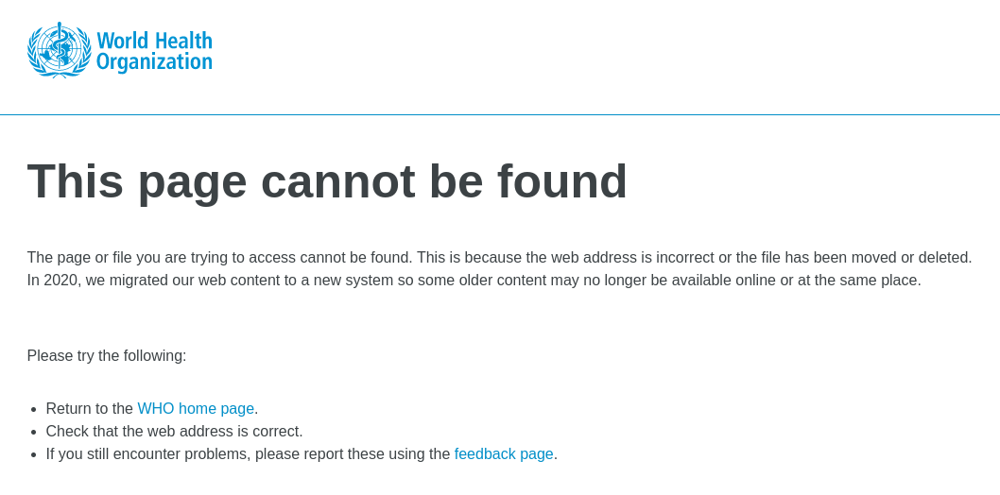 World Health
Organization
This page cannot be found
The page or file you are trying to access cannot be found. This is because the web address is incorrect or the file has been moved or deleted.
In 2020, we migrated our web content to a new system so some older content may no longer be available online or at the same place.
Please try the following:
• Return to the WHO home page.
• Check that the web address is correct.
• If you still encounter problems, please report these using the feedback page.